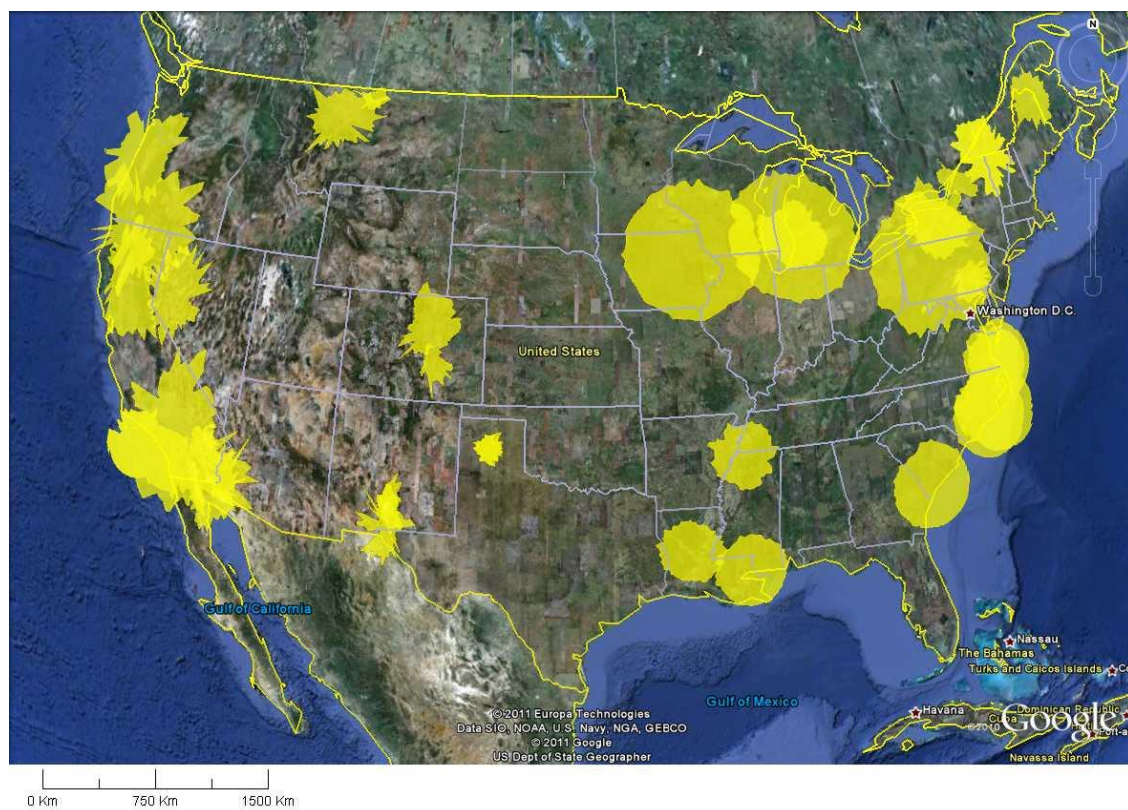 N
Washington D.C.
United States
Gulf of California
Nassau
The Bahamas
Turks and Caicos Islands
Gulf of Mexico
Havana
Dominican Republic
Cuba
Google
© 2010
© 2011 Europa Technologies
Data SIO, NOAA, U.S. Navy, NGA, GEBCO
© 2011 Google
US Dept of State Geographer
Navassa Island
0 Km
750 Km
1500 Km